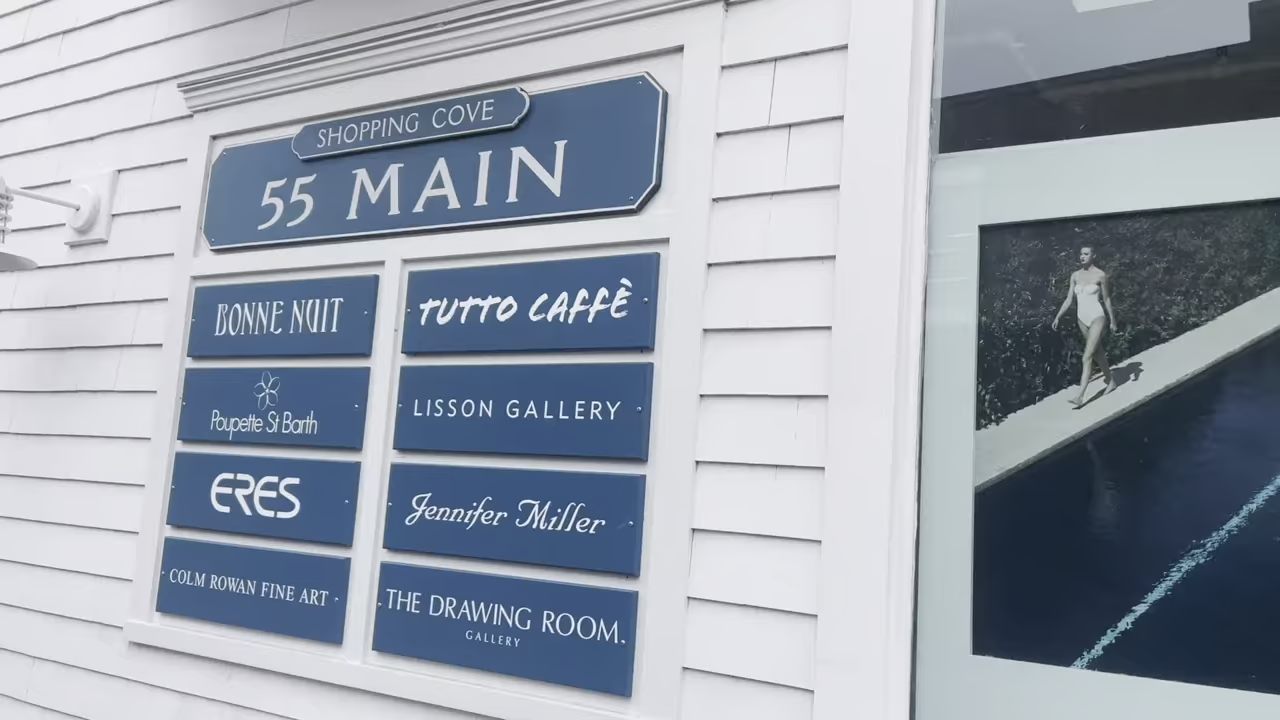 SHOPPING COVE
55 MAIN
BONNE NUIT
Poupette St Barth
ERES
COLM ROWAN FINE ART
TUTTO CAFFÈ
LISSON GALLERY
Jennifer Miller
THE DRAWING ROOM.
GALLERY